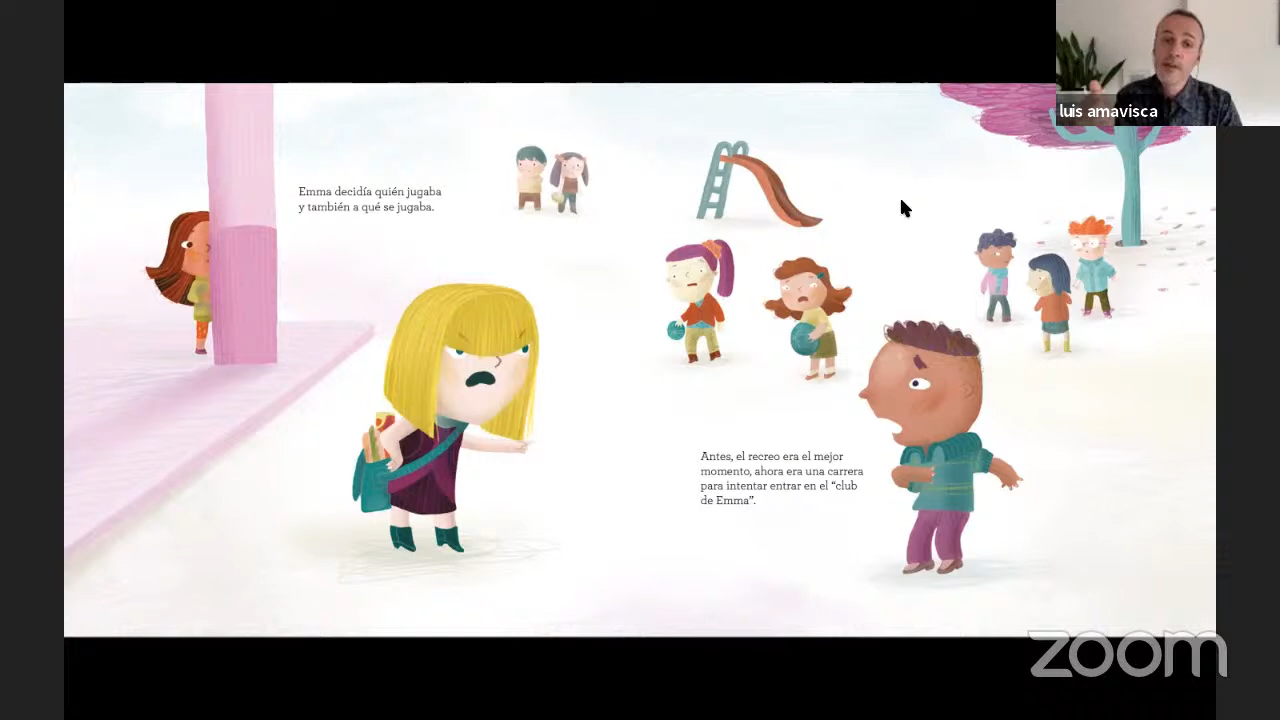 luis amavisca
Emma decidía quién jugaba
y también a qué se jugaba.
Antes, el recreo era el mejor
momento, ahora era una carrera
para intentar entrar en el “club
de Emma”.
zoom